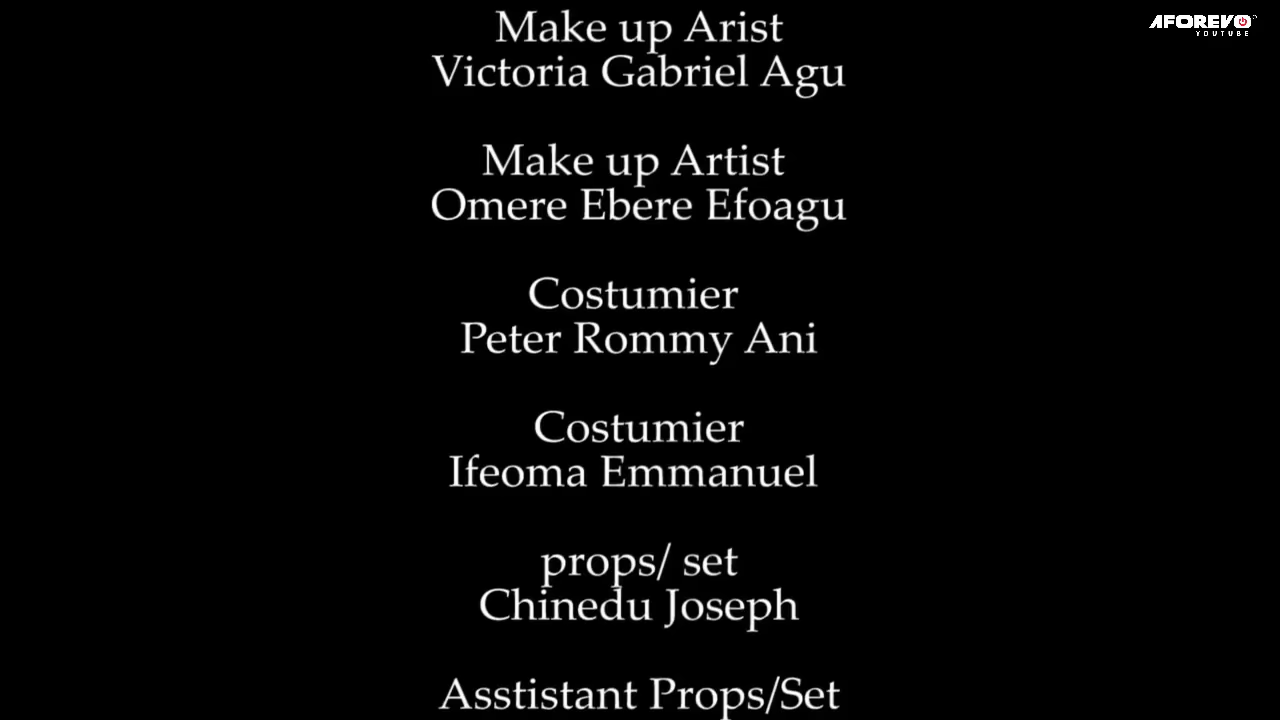 Make up Arist
Victoria Gabriel Agu
Make up Artist
Omere Ebere Efoagu
Costumier
Peter Rommy Ani
Costumier
Ifeoma Emmanuel
props/ set
Chinedu Joseph
Asstistant Props/Set
AFOREVO
YOUTUBE